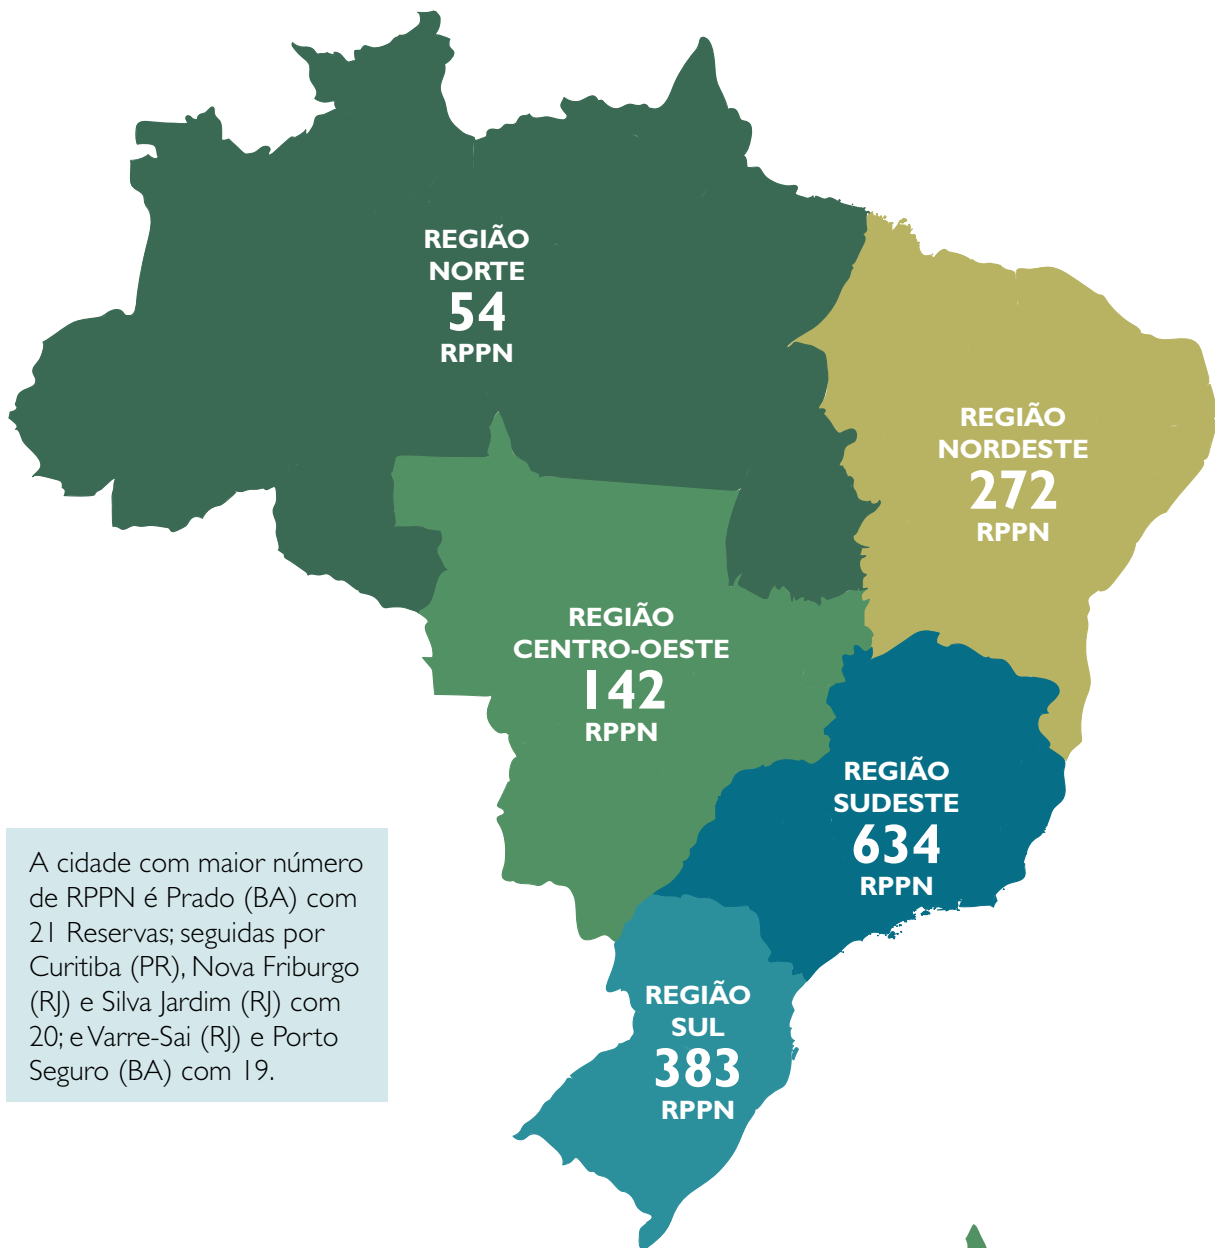 REGIÃO
NORTE
54
RPPN
REGIÃO
NORDESTE
272
RPPN
REGIÃO
CENTRO-OESTE
142
RPPN
REGIÃO
SUDESTE
634
RPPN
A cidade com maior número
de RPPN é Prado (BA) com
21 Reservas; seguidas por
Curitiba (PR), Nova Friburgo
(RJ) e Silva Jardim (RJ) com
20; e Varre-Sai (RJ) e Porto
Seguro (BA) com 19.
REGIÃO
SUL
383
RPPN